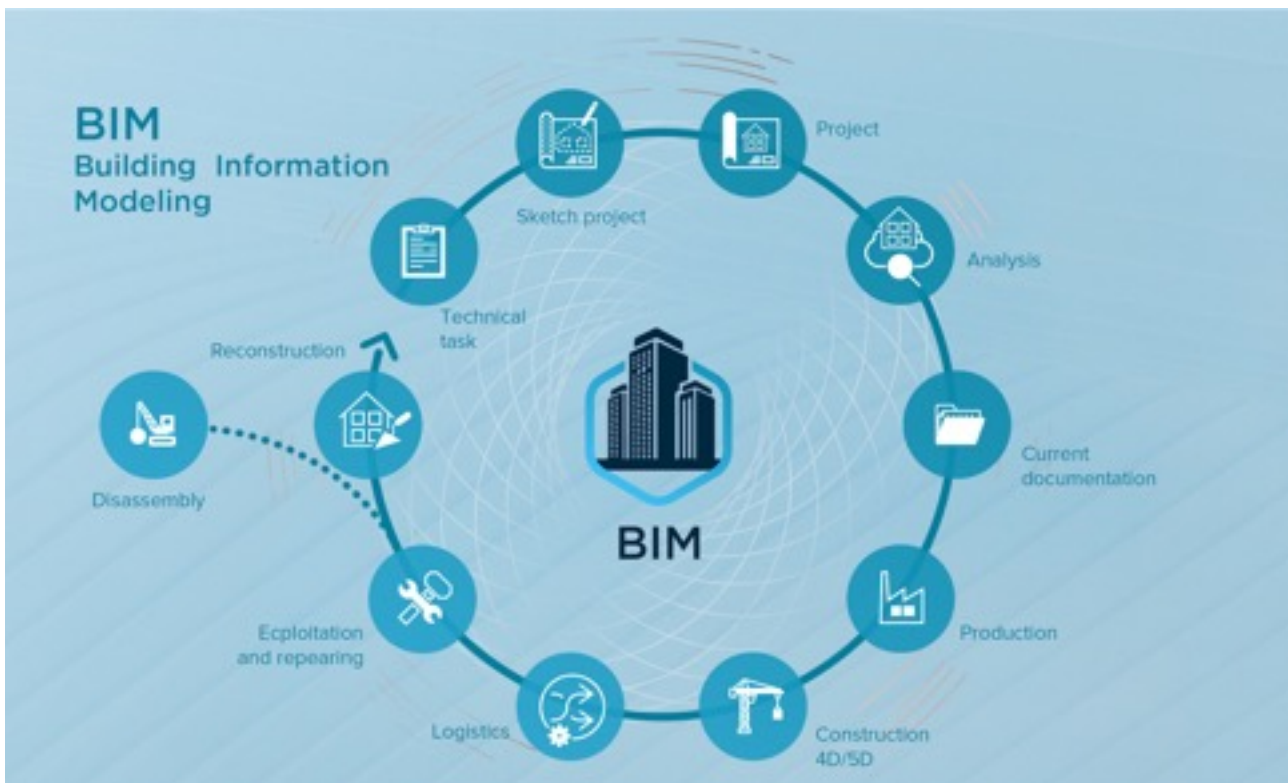 BIM
Building Information
Modeling
Sketch project
Project
Analysis
Technical
task
Reconstruction
Disassembly
Current
documentation
BIM
Ecploitation
and repearing
Production
Logistics
Construction
4D/5D